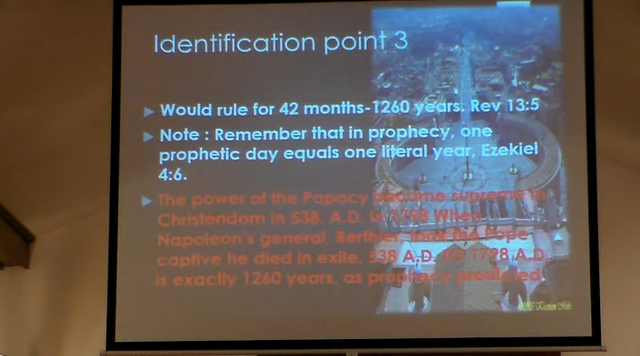 Identification point 3
Would rule for 42 months-1260 years. Rev 13:5
Note : Remember that in prophecy, one
prophetic day equals one literal year, Ezekiel
4:6.
The power of the Papacy became supreme in
Christendom in 538. A.D. In 1798 When
Napoleon's general, Berthier, took the Pope
captive he died in exile. 538 A.D. To 1798 A.D.
is exactly 1260 years, as prophecy predicted!